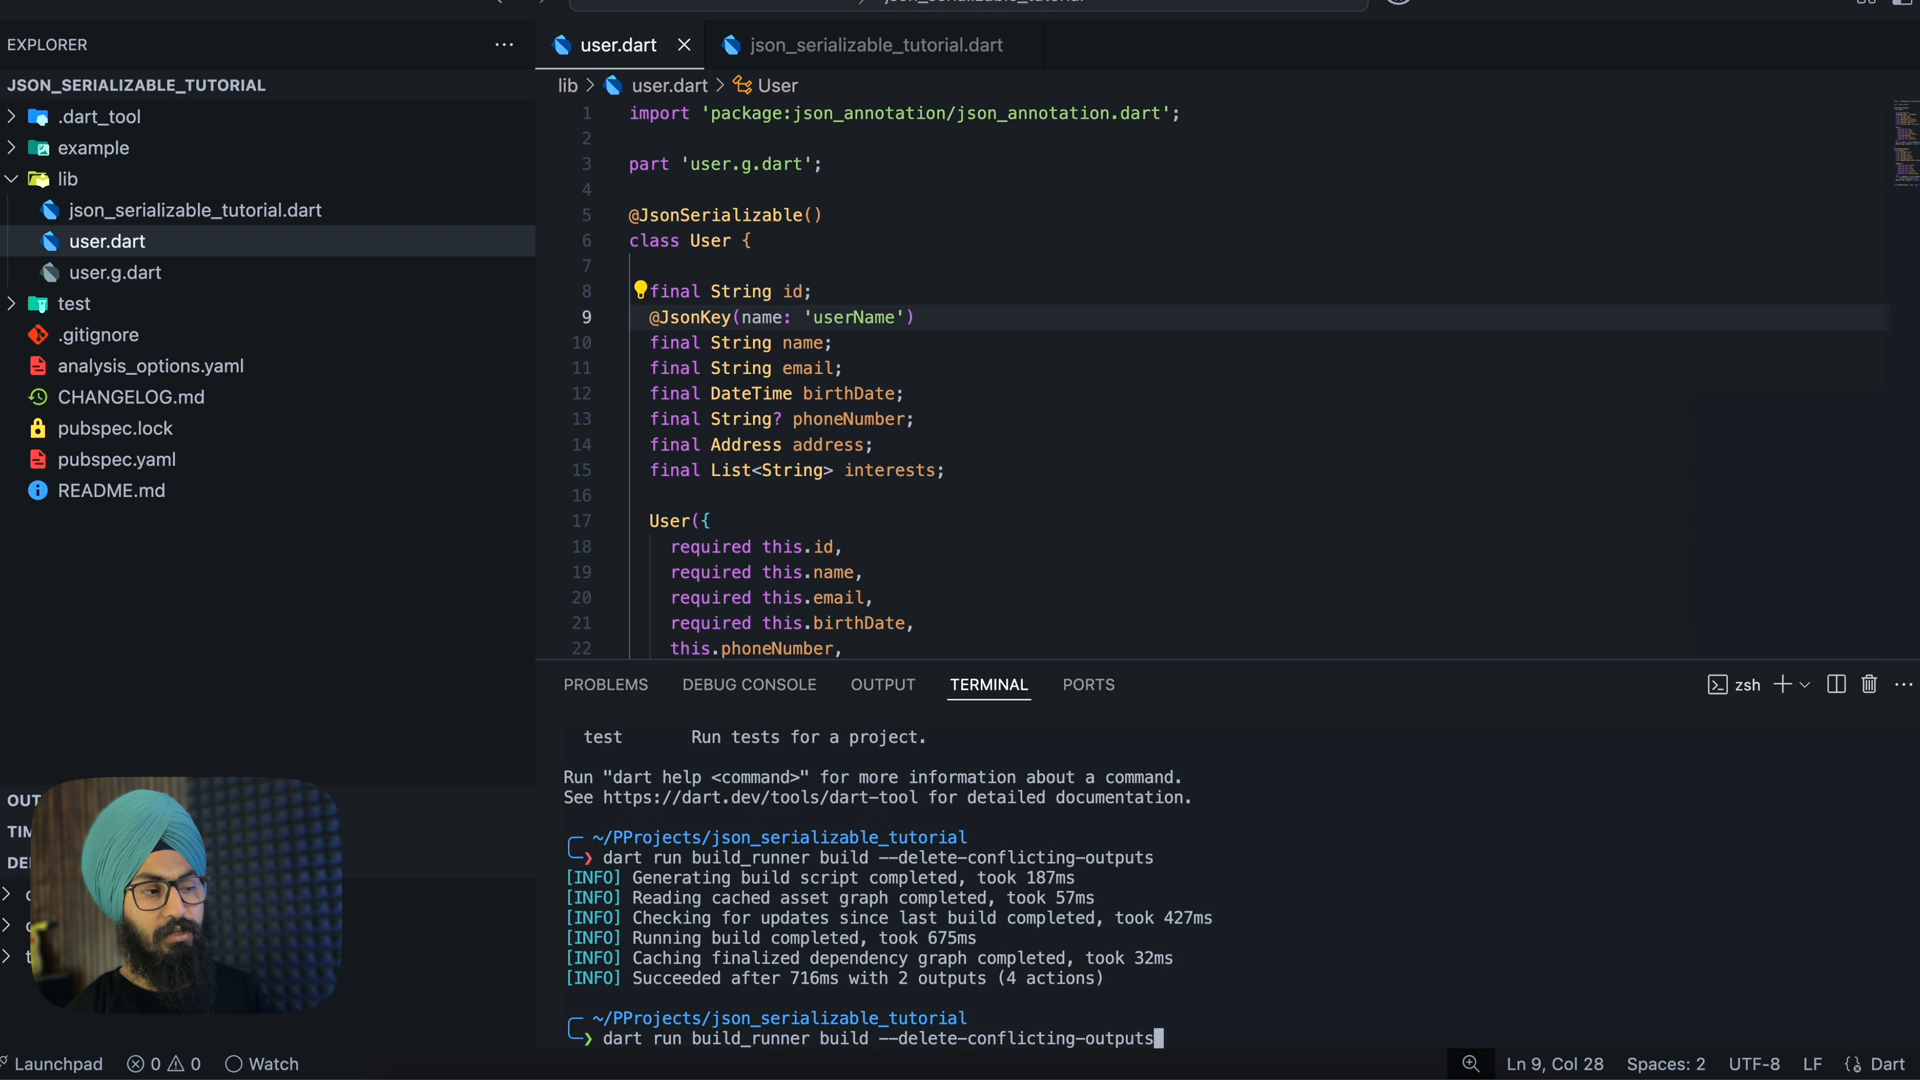 EXPLORER
JSON_SERIALIZABLE_TUTORIAL
.dart_tool
example
lib
json_serializable_tutorial.dart
user.dart
user.g.dart
test
.gitignore
analysis_options.yaml
CHANGELOG.md
pubspec.lock
pubspec.yaml
README.md
OUT
TIM
user.dart
json_serializable_tutorial.dart
lib > user.dart > User
1 import 'package:json_annotation/json_annotation.dart';
2
3 part 'user.g.dart';
4
5 @JsonSerializable()
6 class User {
7
8 final String id;
9 @JsonKey(name: 'userName')
10 final String name;
11 final String email;
12 final DateTime birthDate;
13 final String? phoneNumber;
14 final Address address;
15 final List<String> interests;
16
17 User({
18 required this.id,
19 required this.name,
20 required this.email,
21 required this.birthDate,
22 this.phoneNumber,
PROBLEMS DEBUG CONSOLE OUTPUT TERMINAL PORTS
zsh
test Run tests for a project.
Run "dart help <command>" for more information about a command.
See https://dart.dev/tools/dart-tool for detailed documentation.
~/PProjects/json_serializable_tutorial
dart run build_runner build --delete-conflicting-outputs
[INFO] Generating build script completed, took 187ms
[INFO] Reading cached asset graph completed, took 57ms
[INFO] Checking for updates since last build completed, took 427ms
[INFO] Running build completed, took 675ms
[INFO] Caching finalized dependency graph completed, took 32ms
[INFO] Succeeded after 716ms with 2 outputs (4 actions)
~/PProjects/json_serializable_tutorial
dart run build_runner build --delete-conflicting-outputs
Launchpad 0 0 Watch
Ln 9, Col 28 Spaces: 2 UTF-8 LF Dart